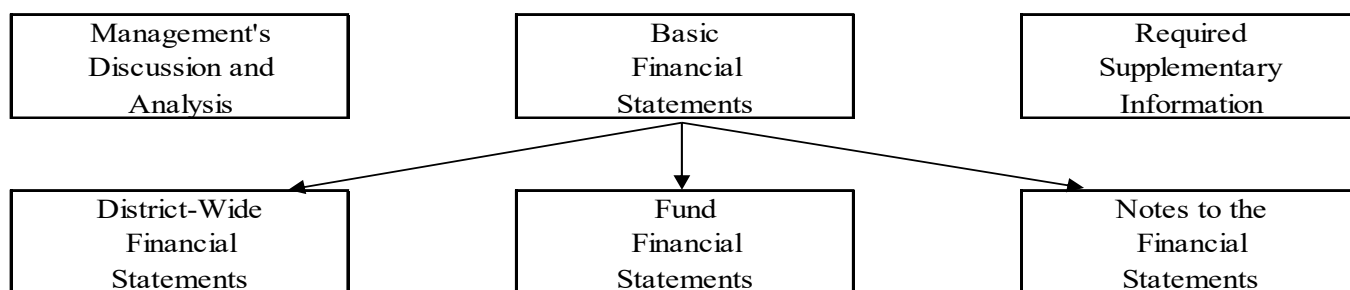 Management's
Discussion and
Analysis
Basic
Financial
Statements
Required
Supplementary
Information
District-Wide
Financial
Statements
Fund
Financial
Statements
Notes to the
Financial
Statements